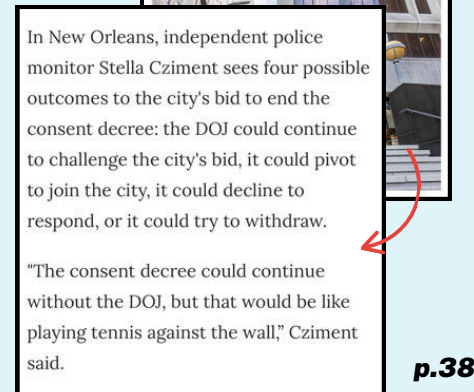 In New Orleans, independent police
monitor Stella Cziment sees four possible
outcomes to the city's bid to end the
consent decree: the DOJ could continue
to challenge the city's bid, it could pivot
to join the city, it could decline to
respond, or it could try to withdraw.
"The consent decree could continue
without the DOJ, but that would be like
playing tennis against the wall,” Cziment
said.
p.38